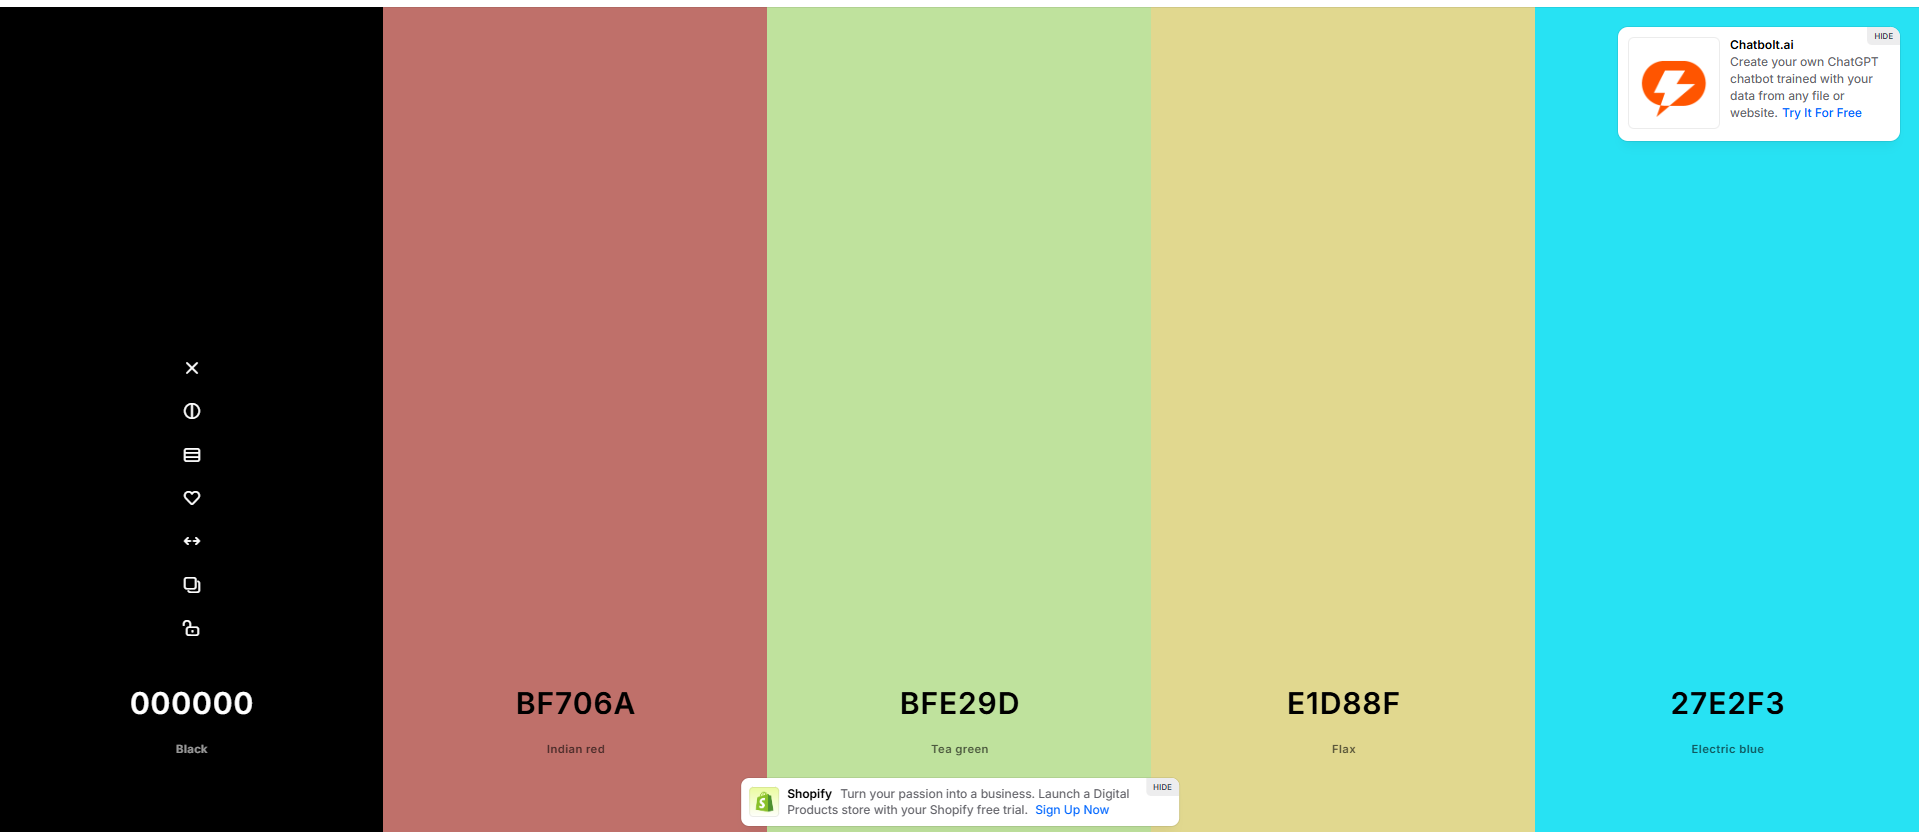 HIDE
Chatbolt.ai
Create your own ChatGPT
chatbot trained with your
data from any file or
website. Try It For Free
000000
Black
BF706A
Indian red
BFE29D
Tea green
E1D88F
Flax
27E2F3
Electric blue
HIDE
Shopify Turn your passion into a business. Launch a Digital
Products store with your Shopify free trial. Sign Up Now